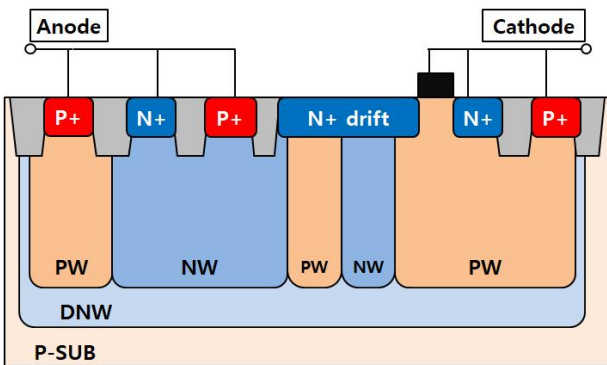 Anode
Cathode
P+
N+
P+
N+ drift
N+
P+
PW
NW
PW
NW
PW
DNW
P-SUB